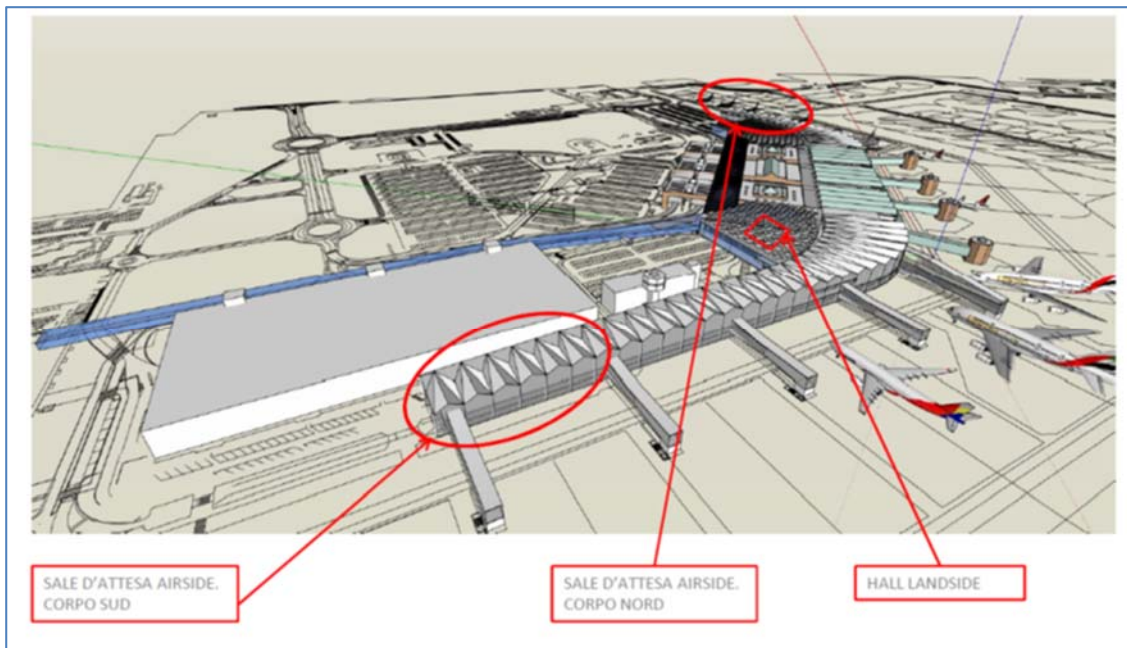 SALE D'ATTESA AIRSIDE.
CORPO SUD
SALE D'ATTESA AIRSIDE.
CORPO NORD
HALL LANDSIDE